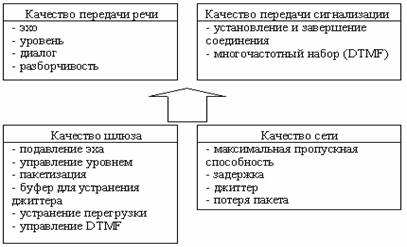 Качество передачи речи
- эхо
- уровень
- диалог
- разборчивость
Качество передачи сигнализации
- установление и завершение
соединения
- многочастотный набор (DTMF)
Качество шлюза
- подавление эха
- управление уровнем
- пакетизация
- буфер для устранения
джиттера
- устранение перегрузки
- управление DTMF
Качество сети
- максимальная пропускная
способность
- задержка
- джиттер
- потеря пакета